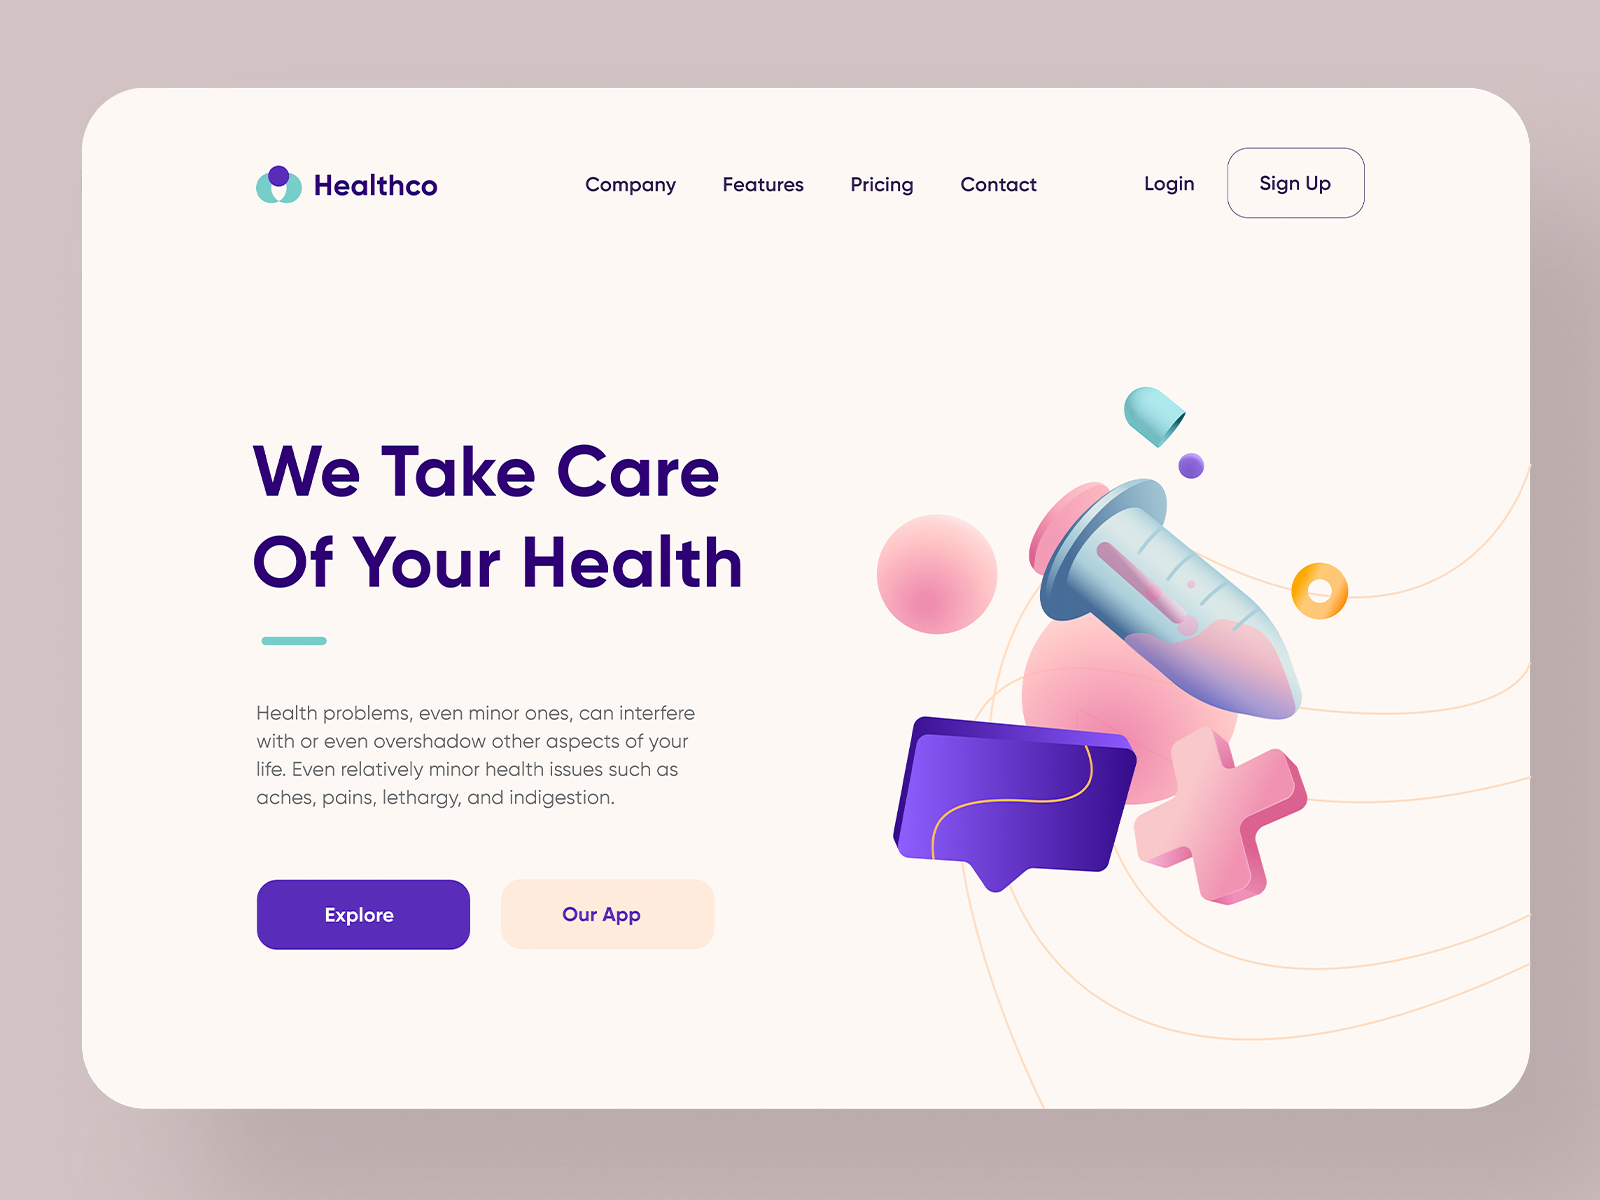 Healthco
Company Features Pricing Contact
Login
Sign Up
We Take Care
Of Your Health
Health problems, even minor ones, can interfere
with or even overshadow other aspects of your
life. Even relatively minor health issues such as
aches, pains, lethargy, and indigestion.
Explore
Our App